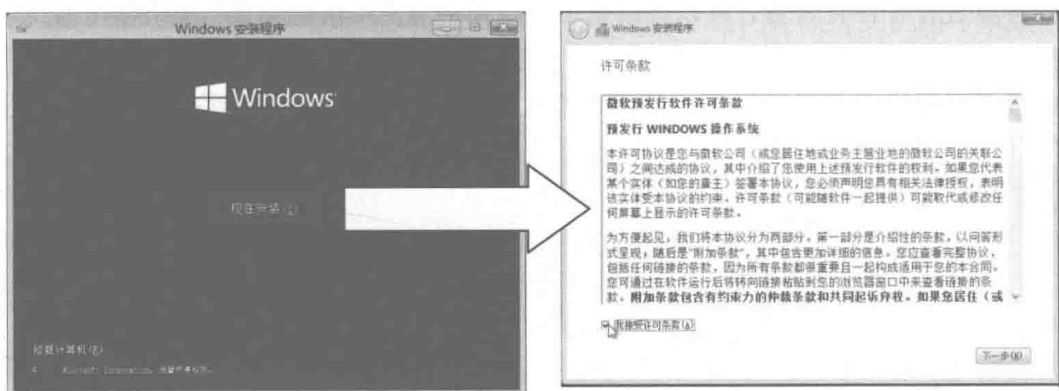 Windows 安装程序
Windows
现在安装(I)
修复计算机(R)
Microsoft Corporation。保留所有权利。
Windows 安装程序
许可条款
微软预发行软件许可条款
预发行 WINDOWS 操作系统
本许可协议是您与微软公司（或您居住地或业务主营业地的微软公司的关联公
司）之间达成的协议，其中介绍了您使用上述预发行软件的权利。如果您代表
某个实体（如您的雇主）签署本协议，您必须声明您具有相关法律授权，表明
该实体受本协议的约束。许可条款（可能随软件一起提供）可能取代或修改任
何屏幕上显示的许可条款。
为方便起见，我们将本协议分为两部分。第一部分是介绍性的条款，以问答形
式呈现，随后是“附加条款”，其中包含更加详细的信息。您应查看完整协议，
包括任何链接的条款，因为所有条款都很重要且一起构成适用于您的本合同。
您可通过在软件运行后将转向链接粘贴到您的浏览器窗口中来查看链接的条
款。附加条款包含有约束力的仲裁条款和共同起诉弃权。如果您居住（或
我接受许可条款(A)
下一步(N)